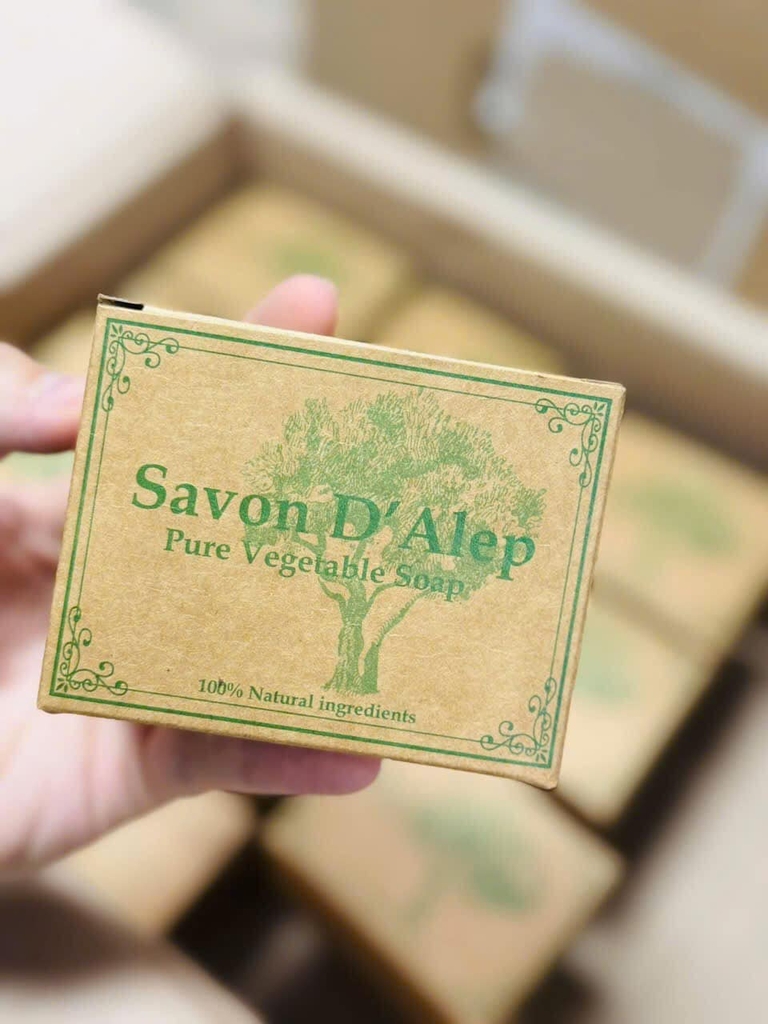 Savon D'Alep
Pure Vegetable Soap
100% Natural ingredients